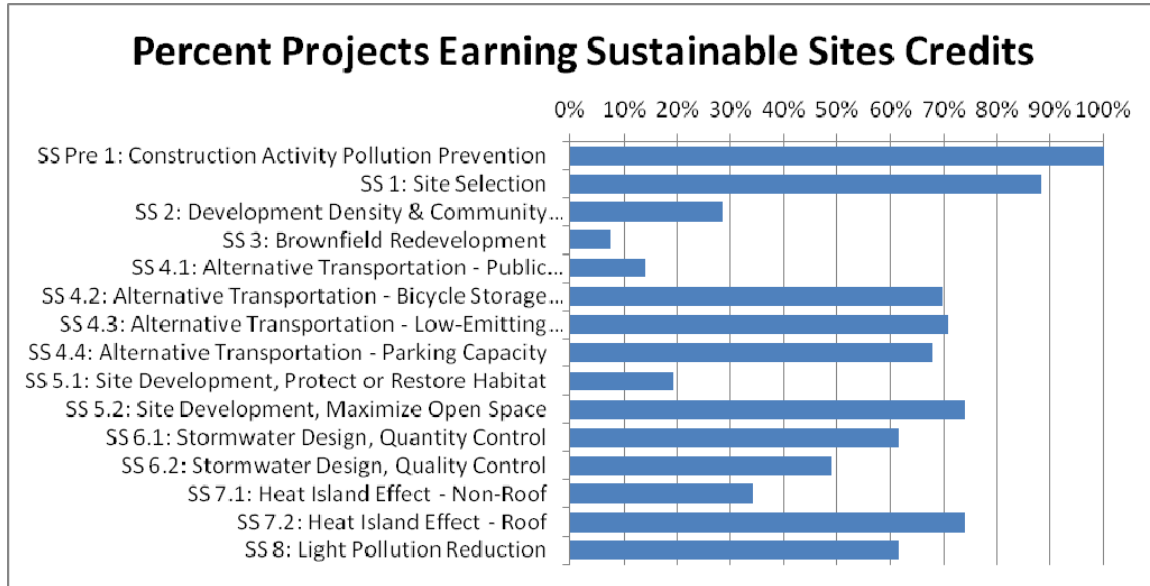 Percent Projects Earning Sustainable Sites Credits
0% 10% 20% 30% 40% 50% 60% 70% 80% 90% 100%
SS Pre 1: Construction Activity Pollution Prevention
SS 1: Site Selection
SS 2: Development Density & Community...
SS 3: Brownfield Redevelopment
SS 4.1: Alternative Transportation - Public...
SS 4.2: Alternative Transportation - Bicycle Storage...
SS 4.3: Alternative Transportation - Low-Emitting...
SS 4.4: Alternative Transportation - Parking Capacity
SS 5.1: Site Development, Protect or Restore Habitat
SS 5.2: Site Development, Maximize Open Space
SS 6.1: Stormwater Design, Quantity Control
SS 6.2: Stormwater Design, Quality Control
SS 7.1: Heat Island Effect - Non-Roof
SS 7.2: Heat Island Effect - Roof
SS 8: Light Pollution Reduction